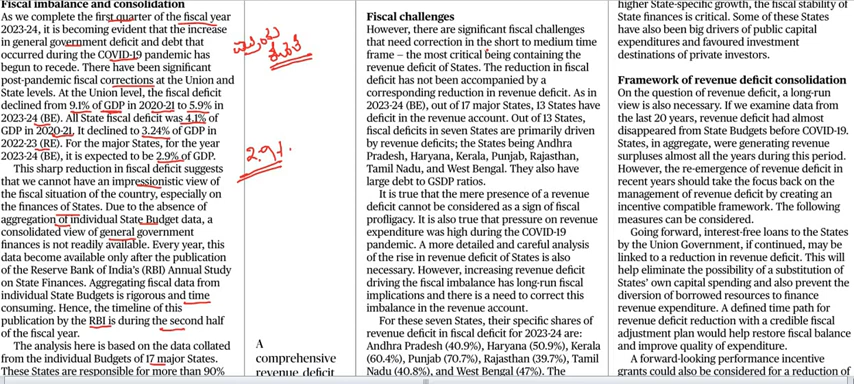 Fiscal imbalance and consolidation
As we complete the first quarter of the fiscal year
2023-24, it is becoming evident that the increase
in general government deficit and debt that
occurred during the COVID-19 pandemic has
begun to recede. There have been significant
post-pandemic fiscal corrections at the Union and
State levels. At the Union level, the fiscal deficit
declined from 9.1% of GDP in 2020-21 to 5.9% in
2023-24 (BE). All State fiscal deficit was 4.1% of
GDP in 2020-21. It declined to 3.24% of GDP in
2022-23 (RE). For the major States, for the year
2023-24 (BE), it is expected to be 2.9% of GDP.
This sharp reduction in fiscal deficit suggests
that we cannot have an impressionistic view of
the fiscal situation of the country, especially on
the finances of States. Due to the absence of
aggregation of individual State Budget data, a
consolidated view of general government
finances is not readily available. Every year, this
data become available only after the publication
of the Reserve Bank of India's (RBI) Annual Study
on State Finances. Aggregating fiscal data from
individual State Budgets is rigorous and time
consuming. Hence, the timeline of this
publication by the RBI is during the second half
of the fiscal year.
The analysis here is based on the data collated
from the individual Budgets of 17 major States.
These States are responsible for more than 90%
2.9%
A
comprehensive
revenue deficit
Fiscal challenges
However, there are significant fiscal challenges
that need correction in the short to medium time
frame – the most critical being containing the
revenue deficit of States. The reduction in fiscal
deficit has not been accompanied by a
corresponding reduction in revenue deficit. As in
2023-24 (BE), out of 17 major States, 13 States have
deficit in the revenue account. Out of 13 States,
fiscal deficits in seven States are primarily driven
by revenue deficits; the States being Andhra
Pradesh, Haryana, Kerala, Punjab, Rajasthan,
Tamil Nadu, and West Bengal. They also have
large debt to GSDP ratios.
It is true that the mere presence of a revenue
deficit cannot be considered as a sign of fiscal
profligacy. It is also true that pressure on revenue
expenditure was high during the COVID-19
pandemic. A more detailed and careful analysis
of the rise in revenue deficit of States is also
necessary. However, increasing revenue deficit
driving the fiscal imbalance has long-run fiscal
implications and there is a need to correct this
imbalance in the revenue account.
For these seven States, their specific shares of
revenue deficit in fiscal deficit for 2023-24 are:
Andhra Pradesh (40.9%), Haryana (50.9%), Kerala
(60.4%), Punjab (70.7%), Rajasthan (39.7%), Tamil
Nadu (40.8%), and West Bengal (47%). The
higher State-specific growth, the fiscal stability of
State finances is critical. Some of these States
have also been big drivers of public capital
expenditures and favoured investment
destinations of private investors.
Framework of revenue deficit consolidation
On the question of revenue deficit, a long-run
view is also necessary. If we examine data from
the last 20 years, revenue deficit had almost
disappeared from State Budgets before COVID-19.
States, in aggregate, were generating revenue
surpluses almost all the years during this period.
However, the re-emergence of revenue deficit in
recent years should take the focus back on the
management of revenue deficit by creating an
incentive compatible framework. The following
measures can be considered.
Going forward, interest-free loans to the States
by the Union Government, if continued, may be
linked to a reduction in revenue deficit. This will
help eliminate the possibility of a substitution of
States' own capital spending and also prevent the
diversion of borrowed resources to finance
revenue expenditure. A defined time path for
revenue deficit reduction with a credible fiscal
adjustment plan would help restore fiscal balance
and improve quality of expenditure.
A forward-looking performance incentive
grants could also be considered for a reduction of